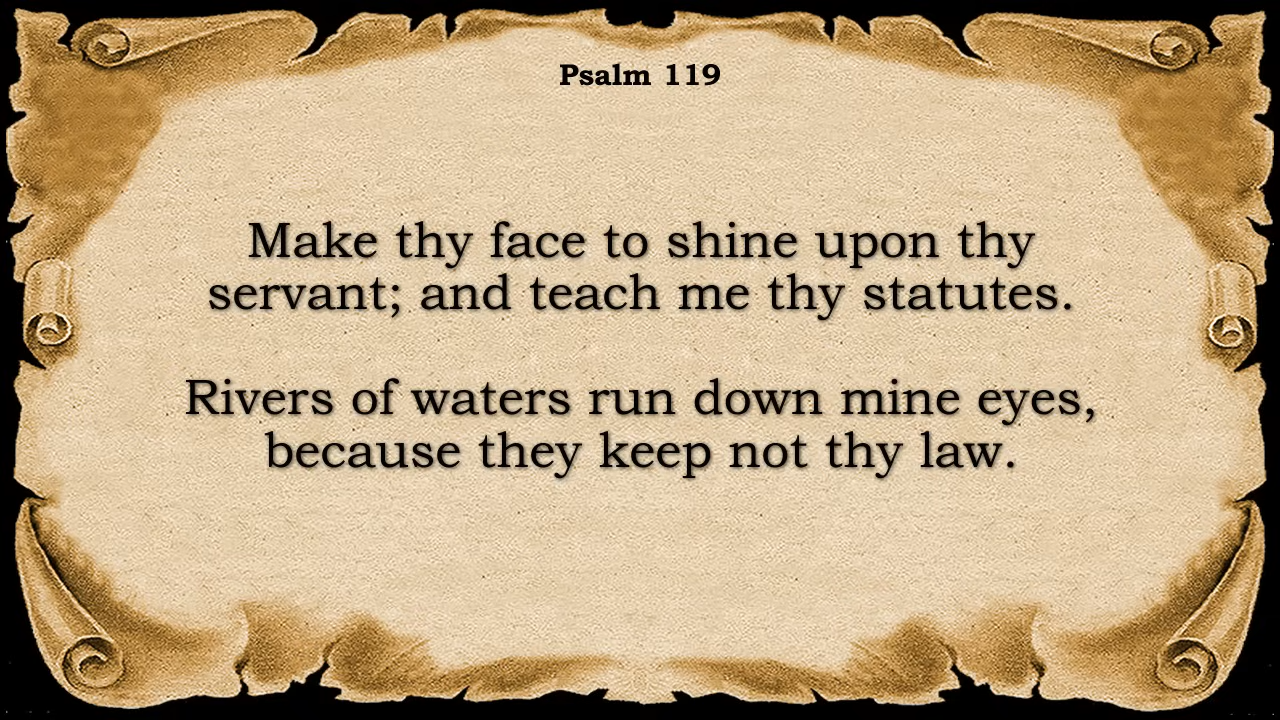 Psalm 119
Make thy face to shine upon thy
servant; and teach me thy statutes.
Rivers of waters run down mine eyes,
because they keep not thy law.